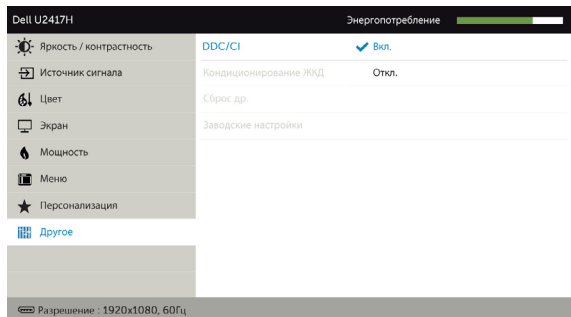 Dell U2417H Энергопотребление
Яркость / контрастность DDC/CI Вкл.
Источник сигнала Кондиционирование ЖКД Откл.
Цвет Сброс др.
Экран Заводские настройки
Мощность
Меню
Персонализация
Другое
Разрешение : 1920x1080, 60Гц